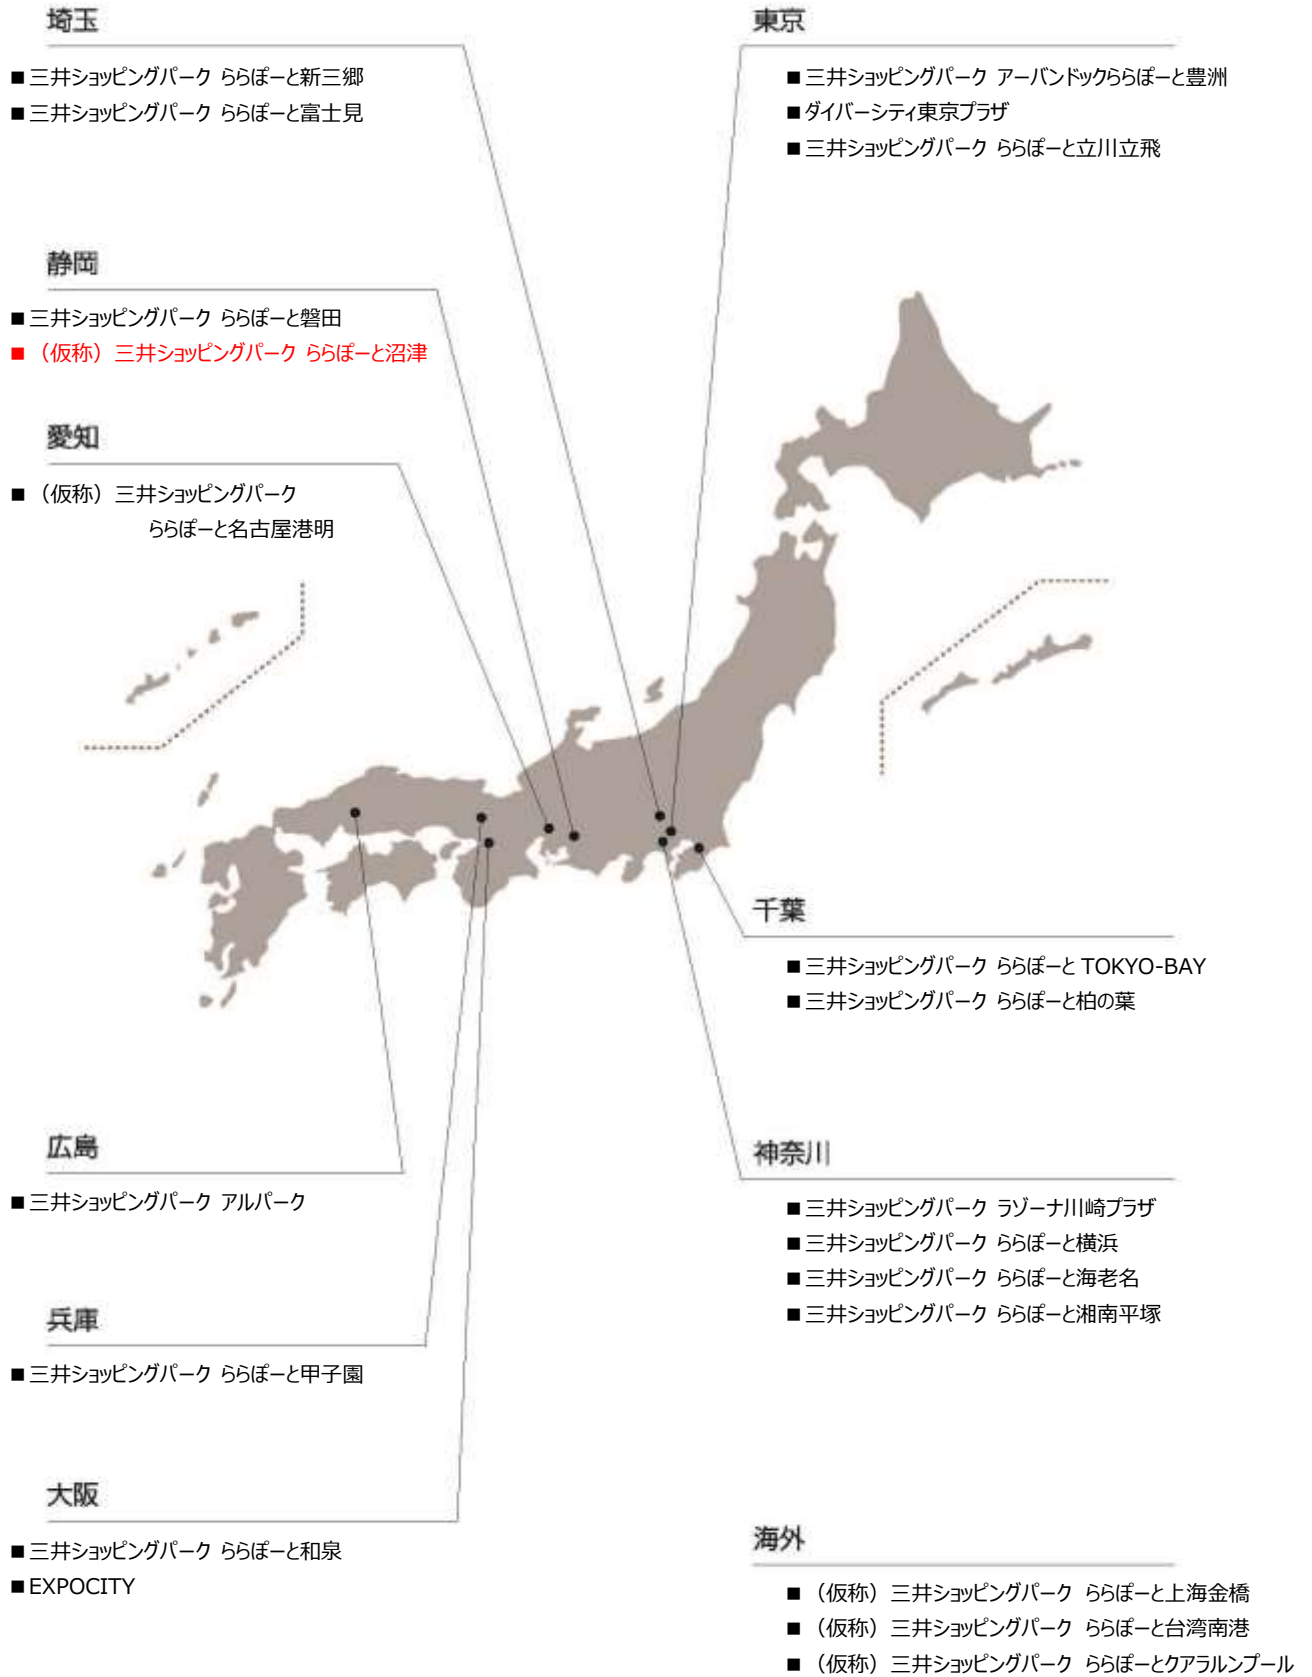 埼玉
■三井ショッピングパーク ららぽーと新三郷
■三井ショッピングパーク ららぽーと富士見
東京
■三井ショッピングパーク アーバンドックららぽーと豊洲
■ダイバーシティ東京プラザ
■三井ショッピングパーク ららぽーと立川立飛
静岡
■三井ショッピングパーク ららぽーと磐田
■（仮称）三井ショッピングパーク ららぽーと沼津
愛知
■（仮称）三井ショッピングパーク
ららぽーと名古屋港明
千葉
■三井ショッピングパーク ららぽーと TOKYO-BAY
■三井ショッピングパーク ららぽーと柏の葉
広島
■三井ショッピングパーク アルパーク
神奈川
■三井ショッピングパーク ラゾーナ川崎プラザ
■三井ショッピングパーク ららぽーと横浜
■三井ショッピングパーク ららぽーと海老名
■三井ショッピングパーク ららぽーと湘南平塚
兵庫
■三井ショッピングパーク ららぽーと甲子園
大阪
■三井ショッピングパーク ららぽーと和泉
■EXPOCITY
海外
■（仮称）三井ショッピングパーク ららぽーと上海金橋
■（仮称）三井ショッピングパーク ららぽーと台湾南港
■（仮称）三井ショッピングパーク ららぽーとクアラルンプール